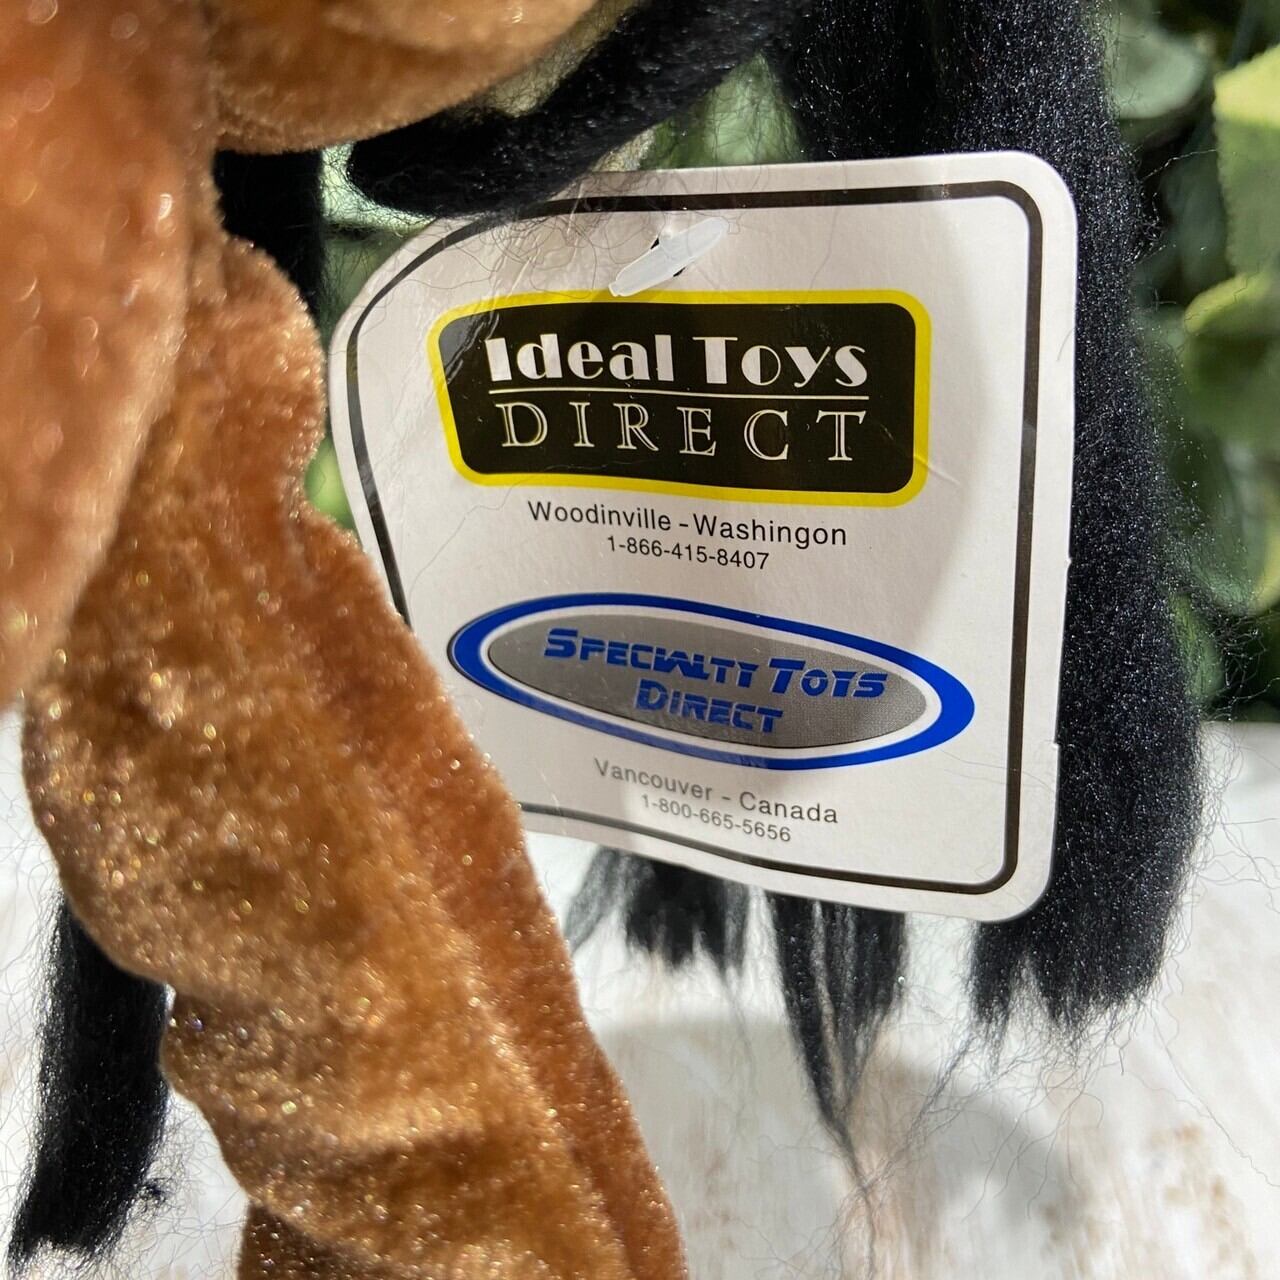 Ideal Toys
DIRECT
Woodinville - Washingon
1-866-415-8407
SPECIALTY TOYS
DIRECT
Vancouver - Canada
1-800-665-5656